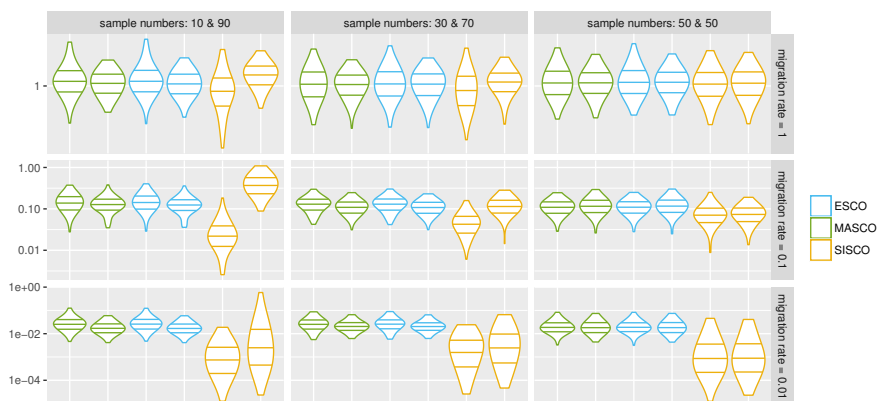 sample numbers: 10 & 90
sample numbers: 30 & 70
sample numbers: 50 & 50
1
migration rate = 1
1.00
0.10
0.01
migration rate = 0.1
1e+00
1e−02
1e−04
migration rate = 0.01
ESCO
MASCO
SISCO